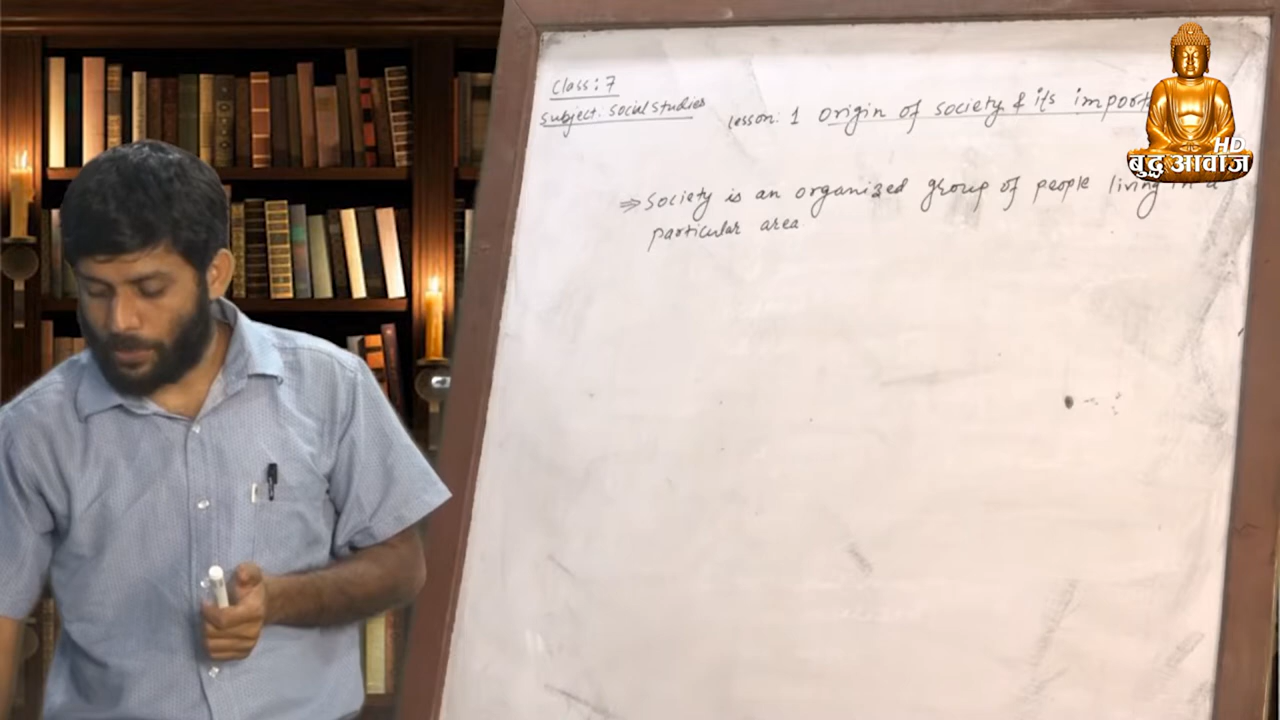 Class: 7
Subject: Social studies
Lesson: 1 Origin of society & its
⇒ Society is an organized group of people living in a
particular area.
HD
बुद्ध आवाज